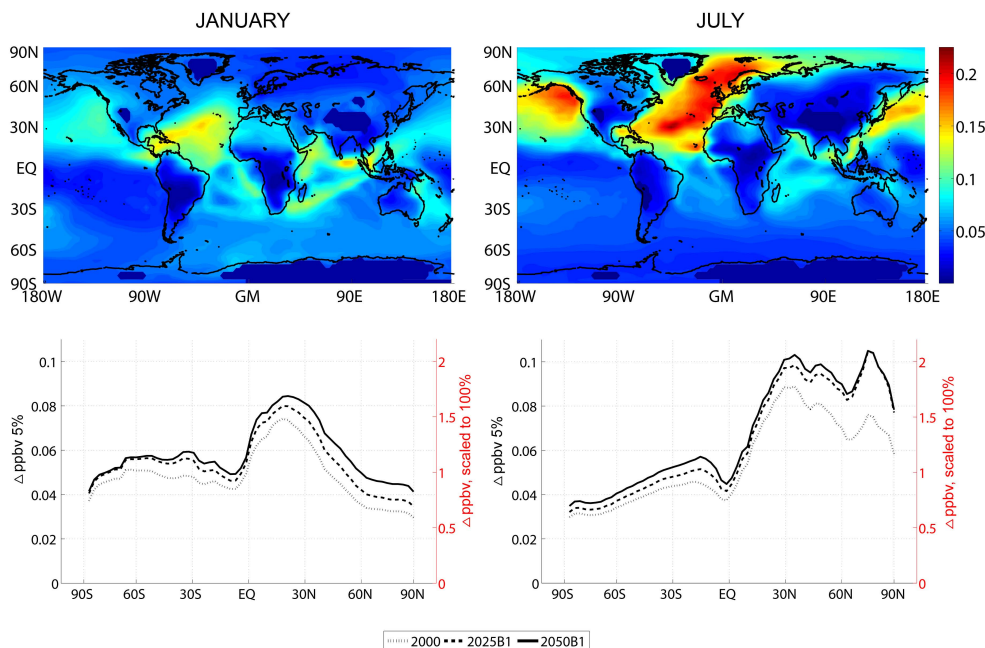 JANUARY
JULY
90N
60N
30N
EQ
30S
60S
90S
180W 90W GM 90E 180E
90N
60N
30N
EQ
30S
60S
90S
180W 90W GM 90E 180E
0.2
0.15
0.1
0.05
Δ ppbv 5%
0.1
0.08
0.06
0.04
0.02
0
90S 60S 30S EQ 30N 60N 90N
2
1.5
1
0.5
0
Δ ppbv, scaled to 100%
Δ ppbv 5%
0.1
0.08
0.06
0.04
0.02
0
90S 60S 30S EQ 30N 60N 90N
2
1.5
1
0.5
0
Δ ppbv, scaled to 100%
2000 2025B1 2050B1